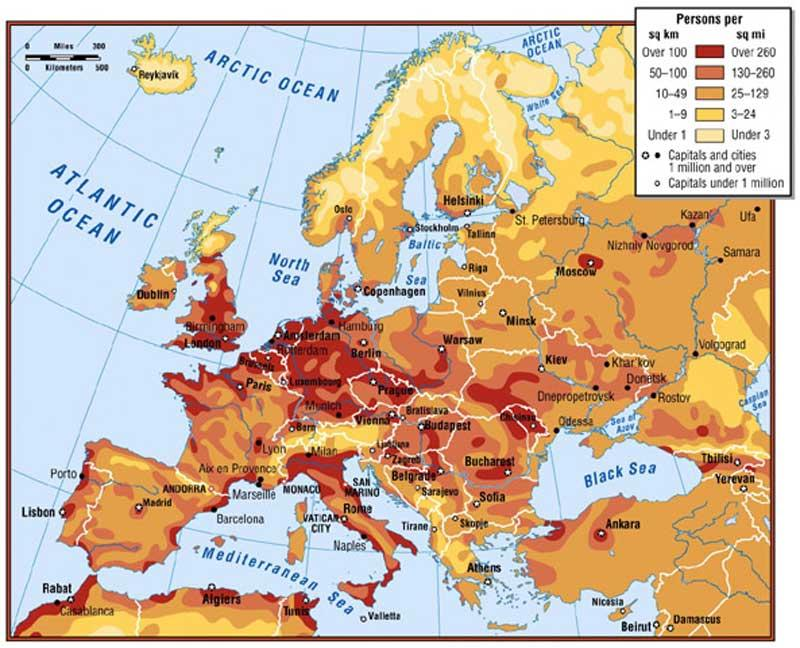 Persons per
sq km sq mi
Over 100 Over 260
50–100 130–260
10–49 25–129
1–9 3–24
Under 1 Under 3
Capitals and cities
1 million and over
Capitals under 1 million
0 Miles 300
0 Kilometers 500
ARCTIC OCEAN
ARCTIC
OCEAN
White Sea
Reykjavík
ATLANTIC
OCEAN
Oslo
Helsinki
St. Petersburg
Stockholm
Tallinn
Baltic
Sea
Riga
Vilnius
North
Sea
Copenhagen
Kazan
Ufa
Nizhniy Novgorod
Samara
Moscow
Minsk
Dublin
Birmingham
London
Amsterdam
Rotterdam
Hamburg
Berlin
Warsaw
Brussels
Luxembourg
Paris
Prague
Kiev
Khar'kov
Volgograd
Donetsk
Dnepropetrovsk
Rostov
Caspian
Sea
Munich
Bern
Vienna
Bratislava
Budapest
Chisinau
Odessa
Sea of
Azov
Lyon
Milan
Ljubljana
Zagreb
Belgrade
Bucharest
Tbilisi
Yerevan
Black Sea
Porto
Aix en Provence
ANDORRA
Marseille
MONACO
SAN
MARINO
Sarajevo
Sofia
Lisbon
Madrid
Barcelona
VATICAN
CITY
Rome
Tirane
Skopje
Ankara
Naples
Mediterranean Sea
Athens
Rabat
Casablanca
Algiers
Tunis
Valletta
Nicosia
Beirut
Damascus